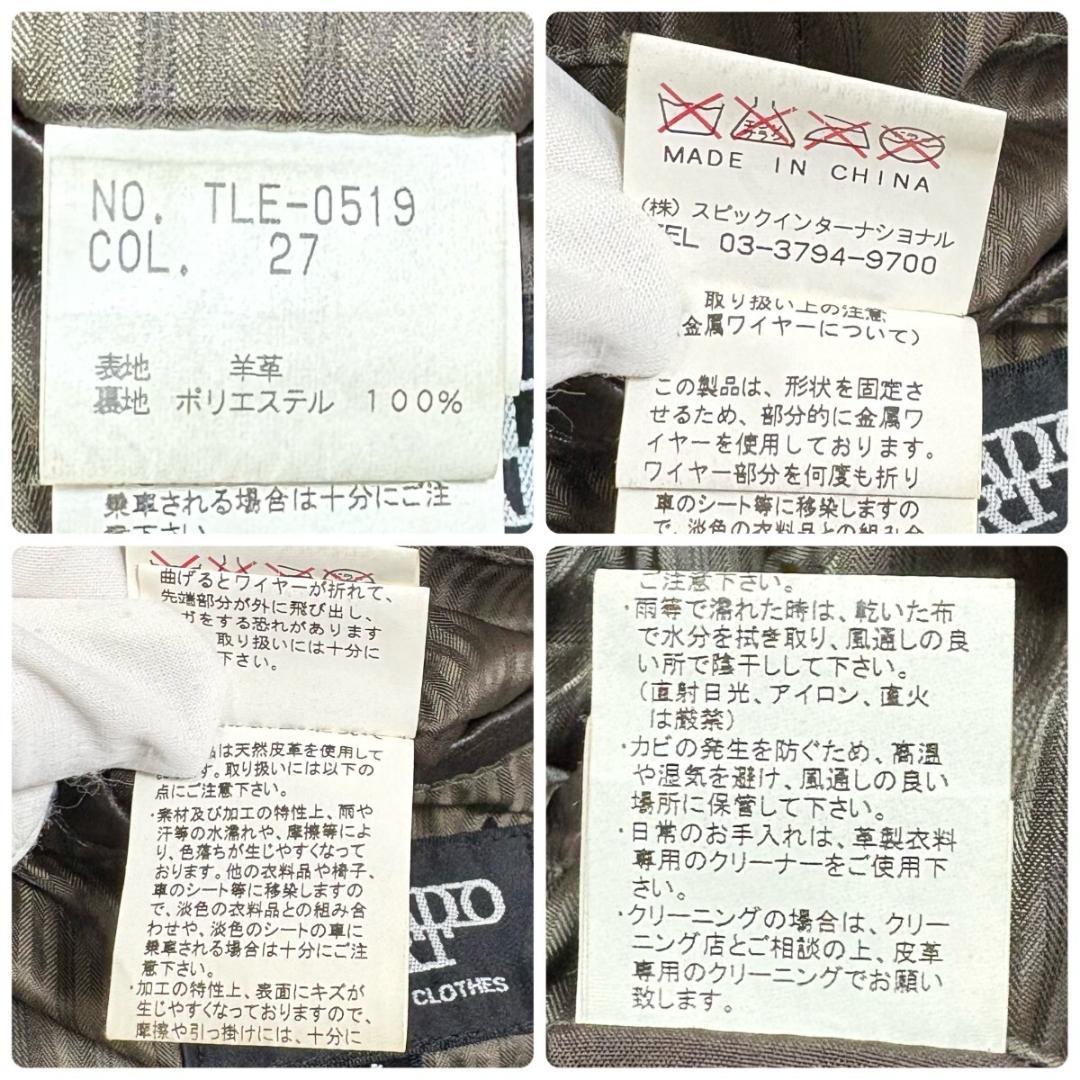 NO. TLE-0519
COL. 27
表地 羊革
裏地 ポリエステル 100%
乗車される場合は十分にご注
意下さい。
エンソ
ドライ
MADE IN CHINA
(株) スピックインターナショナル
TEL 03-3794-9700
取り扱い上の注意
金属ワイヤーについて)
この製品は、形状を固定さ
せるため、部分的に金属ワ
イヤーを使用しております。
ワイヤー部分を何度も折り
車のシート等に移染しますの
で、淡色の衣料品との組み合
曲げるとワイヤーが折れて、
先端部分が外に飛び出し、
ガをする恐れがあります
取り扱いには十分に
下さい。
品は天然皮革を使用して
ます。取り扱いには以下の
点にご注意下さい。
・素材及び加工の特性上、雨や
汗等の水濡れや、摩擦等によ
り、色落ちが生じやすくなって
おります。他の衣料品や椅子、
車のシート等に移染しますの
で、淡色の衣料品との組み合
わせや、淡色のシートの車に
乗車される場合は十分にご注
意下さい。
・加工の特性上、表面にキズが
生じやすくなっておりますので、
摩擦や引っ掛けには、十分に
CLOTHES
ご注意下さい。
・雨等で濡れた時は、乾いた布
で水分を拭き取り、風通しの良
い所で陰干しして下さい。
(直射日光、アイロン、直火
は厳禁)
・カビの発生を防ぐため、高温
や湿気を避け、風通しの良い
場所に保管して下さい。
・日常のお手入れは、革製衣料
専用のクリーナーをご使用下
さい。
・クリーニングの場合は、クリー
ニング店とご相談の上、皮革
専用のクリーニングでお願い
致します。